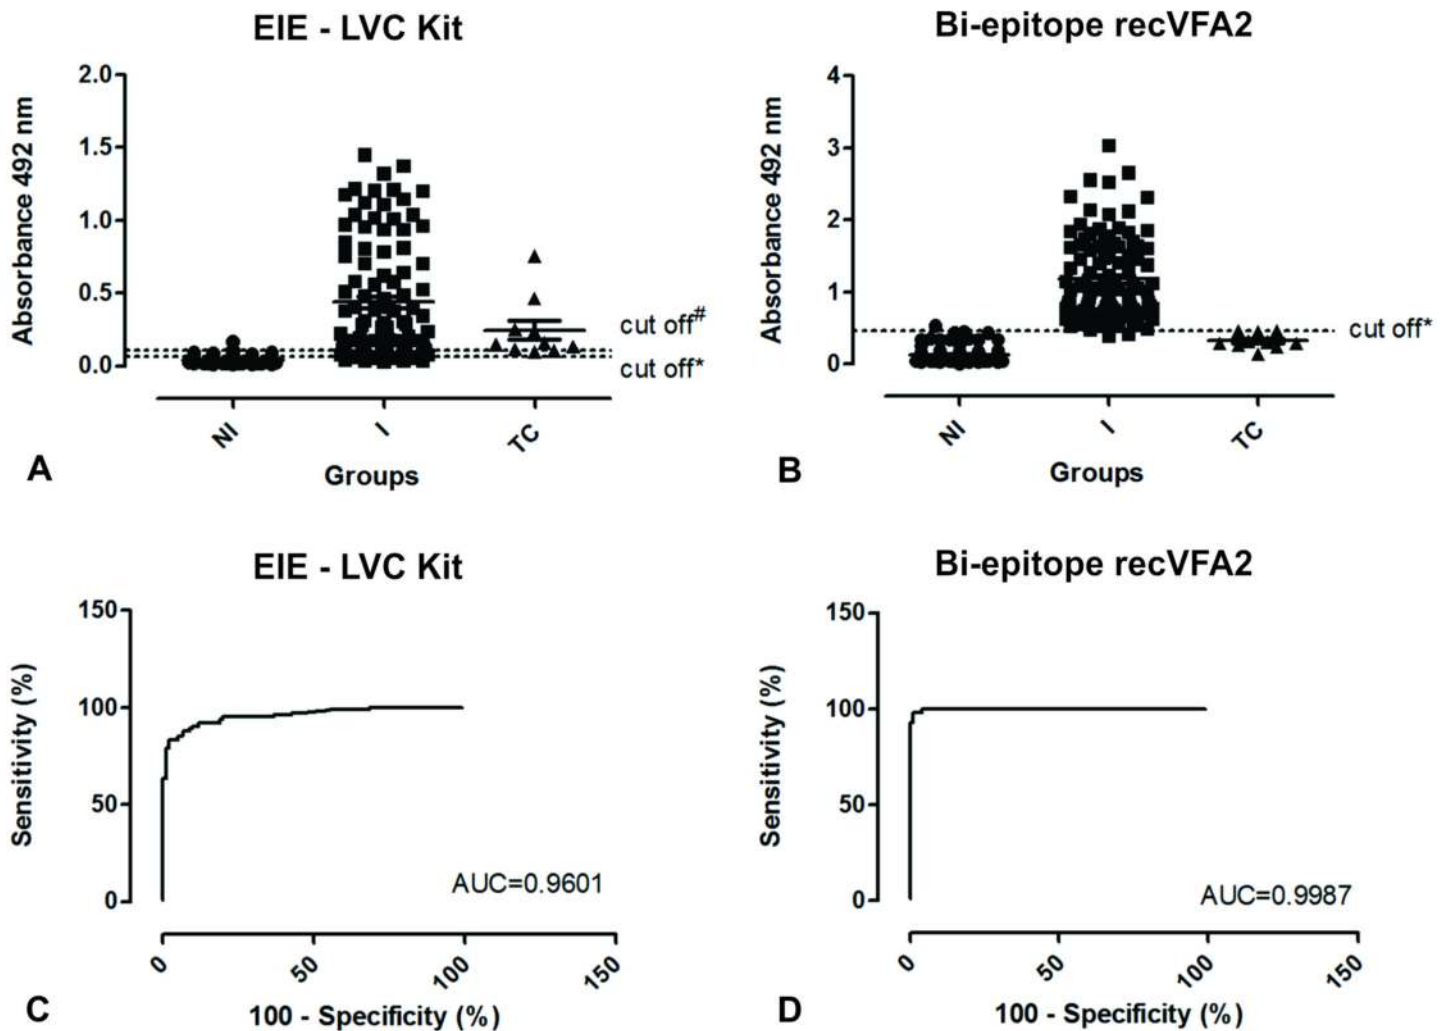 EIE - LVC Kit
Absorbance 492 nm
2.0
1.5
1.0
0.5
0.0
cut off#
cut off*
NI
I
TC
Groups
A
Bi-epitope recVFA2
Absorbance 492 nm
4
3
2
1
0
cut off*
NI
I
TC
Groups
B
EIE - LVC Kit
Sensitivity (%)
150
100
50
0
AUC=0.9601
0
50
100
150
100 - Specificity (%)
C
Bi-epitope recVFA2
Sensitivity (%)
150
100
50
0
AUC=0.9987
0
50
100
150
100 - Specificity (%)
D